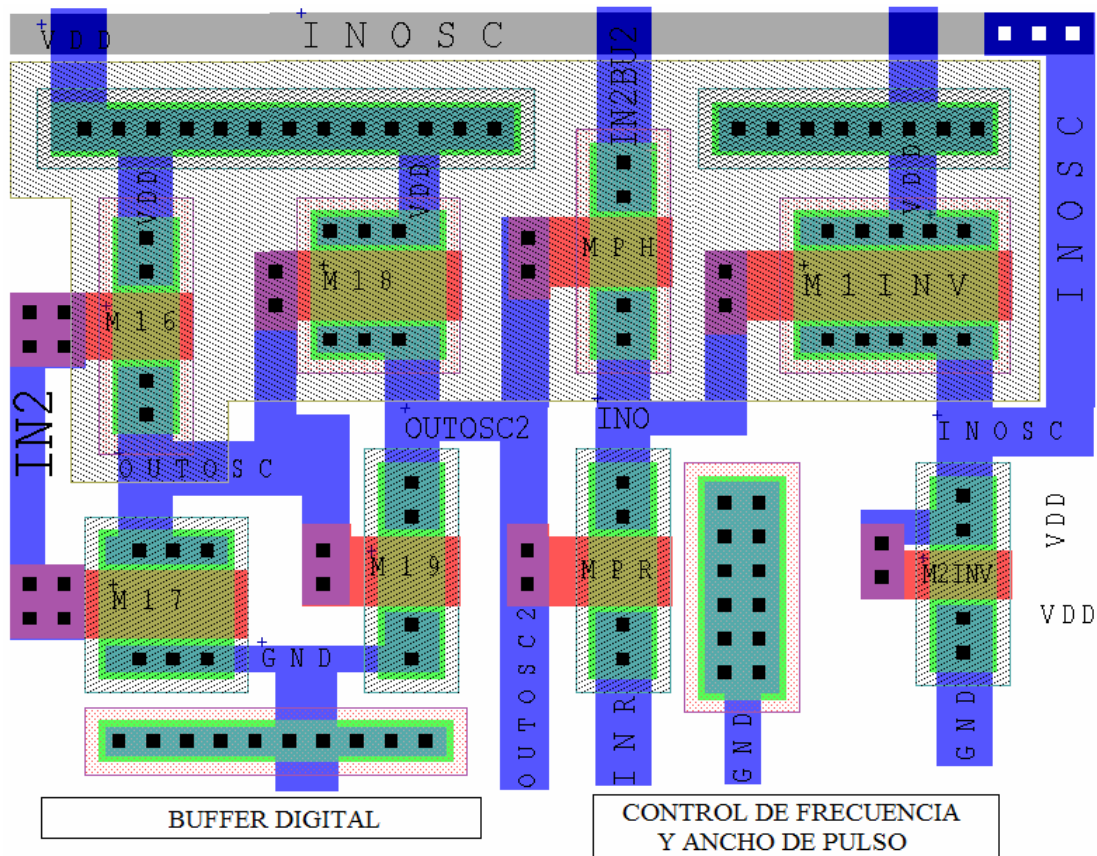 VDD
INOSC
IN2BU2
INOSC
VDD
VDD
VDD
MPH
M18
M1INV
M16
IN2
OUTOSC2
INO
INOSC
OUTOSC
VDD
M19
MPR
M2INV
M17
VDD
GND
OUTOSC2
INR
GND
GND
BUFFER DIGITAL
CONTROL DE FRECUENCIA
Y ANCHO DE PULSO